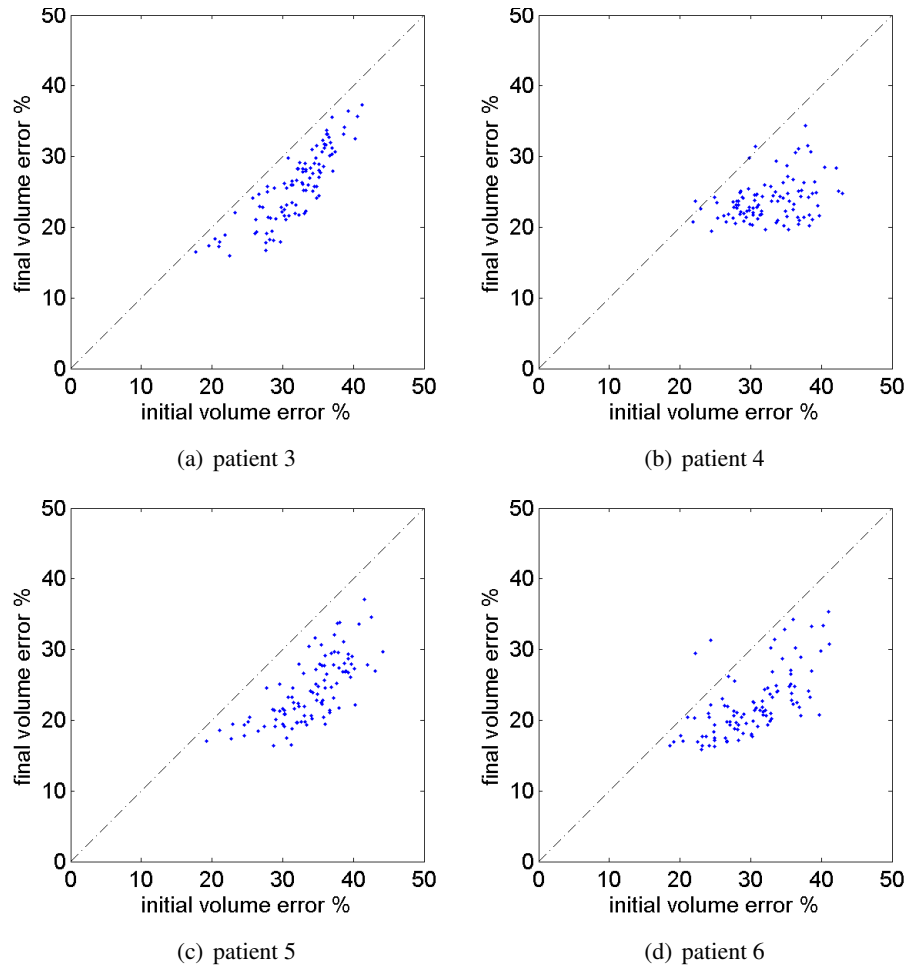 50
40
30
20
10
0
0 10 20 30 40 50
final volume error %
initial volume error %
(a) patient 3
50
40
30
20
10
0
0 10 20 30 40 50
final volume error %
initial volume error %
(b) patient 4
50
40
30
20
10
0
0 10 20 30 40 50
final volume error %
initial volume error %
(c) patient 5
50
40
30
20
10
0
0 10 20 30 40 50
final volume error %
initial volume error %
(d) patient 6